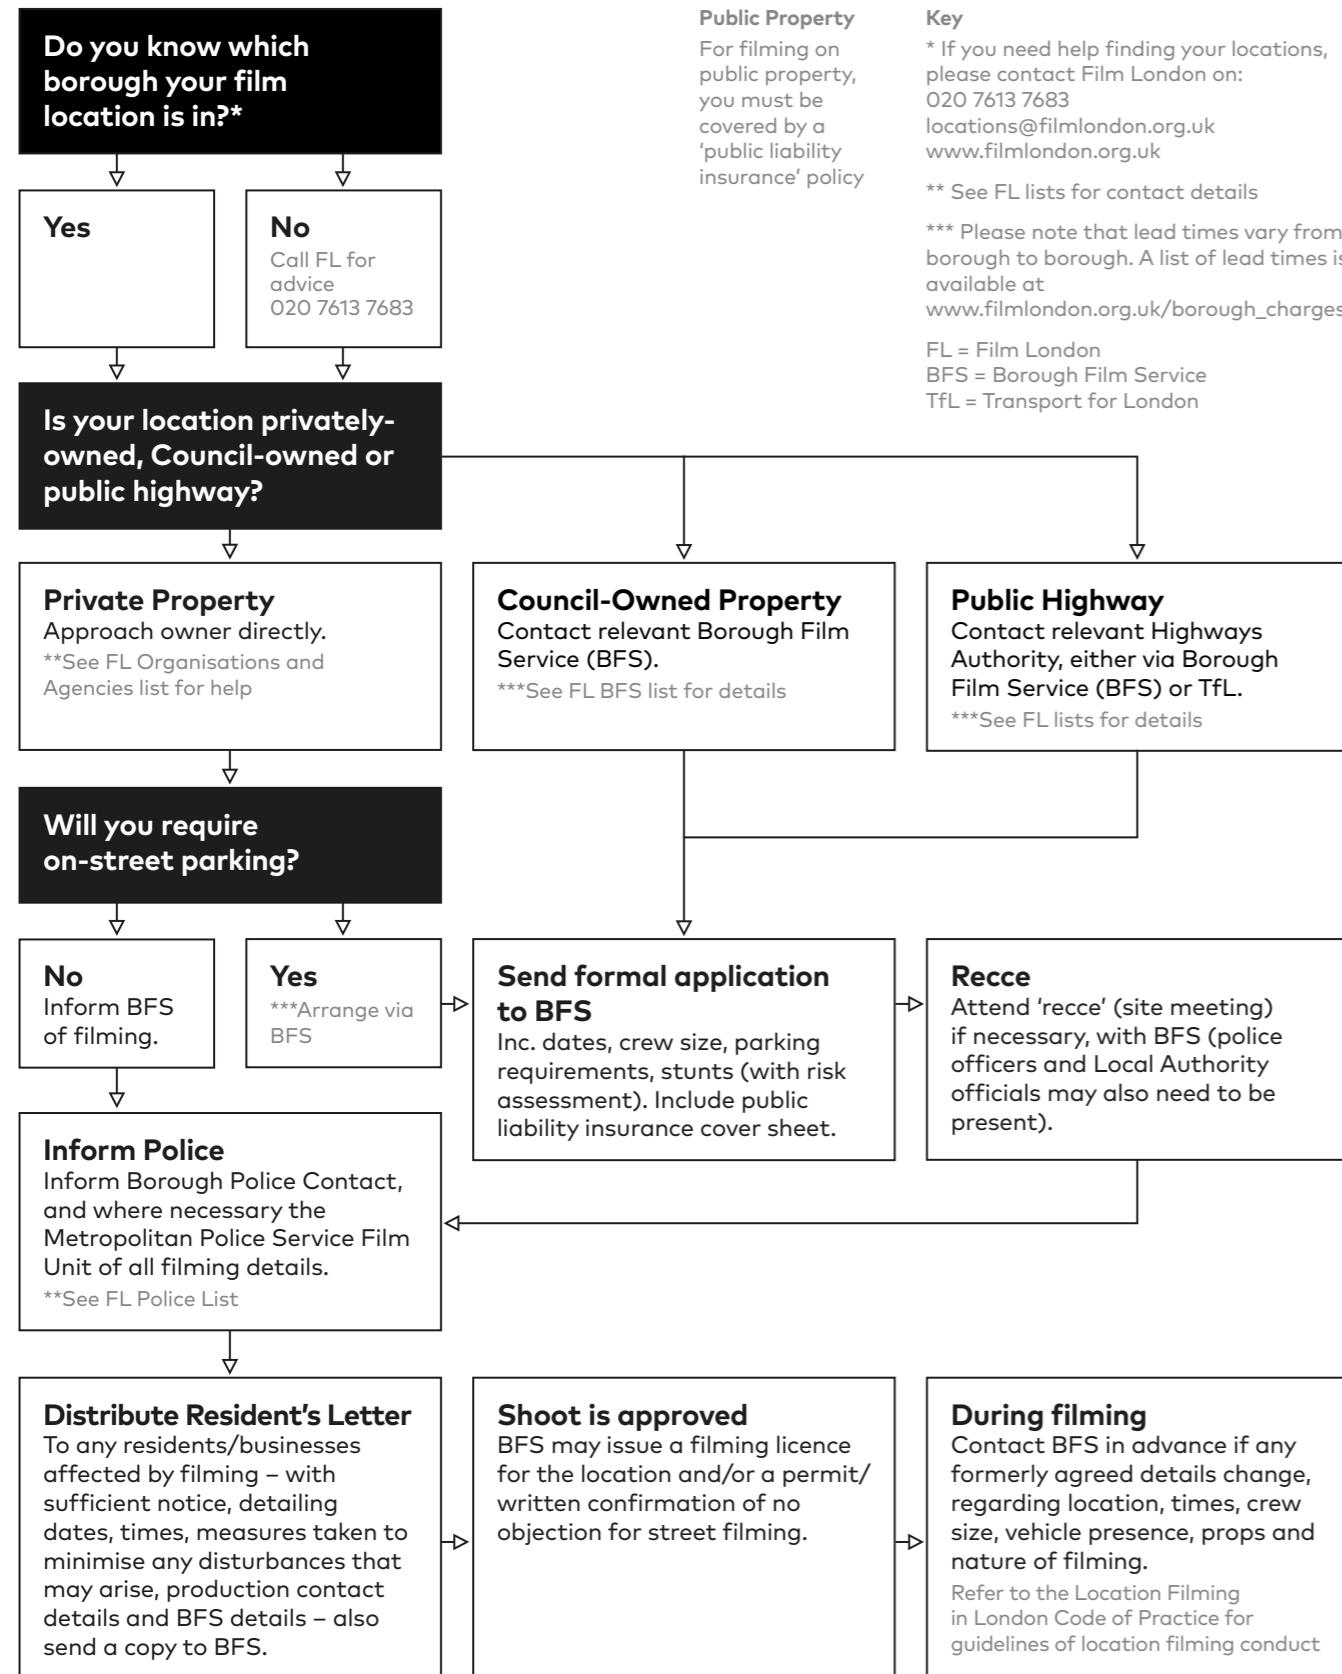 Do you know which
borough your film
location is in?*
Public Property
For filming on
public property,
you must be
covered by a
‘public liability
insurance’ policy
Key
* If you need help finding your locations,
please contact Film London on:
020 7613 7683
locations@filmlondon.org.uk
www.filmlondon.org.uk
** See FL lists for contact details
*** Please note that lead times vary from
borough to borough. A list of lead times is
available at
www.filmlondon.org.uk/borough_charges
FL = Film London
BFS = Borough Film Service
TfL = Transport for London
Yes
No
Call FL for
advice
020 7613 7683
Is your location privately-
owned, Council-owned or
public highway?
Private Property
Approach owner directly.
**See FL Organisations and
Agencies list for help
Council-Owned Property
Contact relevant Borough Film
Service (BFS).
***See FL BFS list for details
Public Highway
Contact relevant Highways
Authority, either via Borough
Film Service (BFS) or TfL.
***See FL lists for details
Will you require
on-street parking?
No
Inform BFS
of filming.
Yes
***Arrange via
BFS
Send formal application
to BFS
Inc. dates, crew size, parking
requirements, stunts (with risk
assessment). Include public
liability insurance cover sheet.
Recce
Attend ‘recce’ (site meeting)
if necessary, with BFS (police
officers and Local Authority
officials may also need to be
present).
Inform Police
Inform Borough Police Contact,
and where necessary the
Metropolitan Police Service Film
Unit of all filming details.
**See FL Police List
Distribute Resident’s Letter
To any residents/businesses
affected by filming – with
sufficient notice, detailing
dates, times, measures taken to
minimise any disturbances that
may arise, production contact
details and BFS details – also
send a copy to BFS.
Shoot is approved
BFS may issue a filming licence
for the location and/or a permit/
written confirmation of no
objection for street filming.
During filming
Contact BFS in advance if any
formerly agreed details change,
regarding location, times, crew
size, vehicle presence, props and
nature of filming.
Refer to the Location Filming
in London Code of Practice for
guidelines of location filming conduct